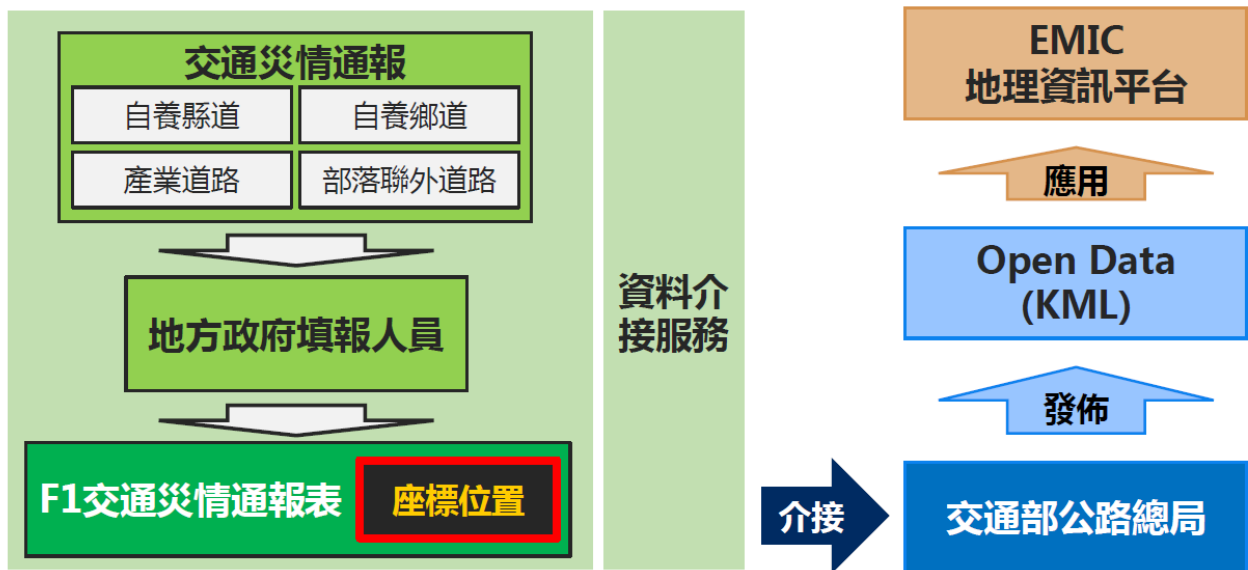 交通災情通報
自養縣道
自養鄉道
產業道路
部落聯外道路
地方政府填報人員
F1交通災情通報表
座標位置
資料介
接服務
介接
EMIC
地理資訊平台
應用
Open Data
(KML)
發佈
交通部公路總局